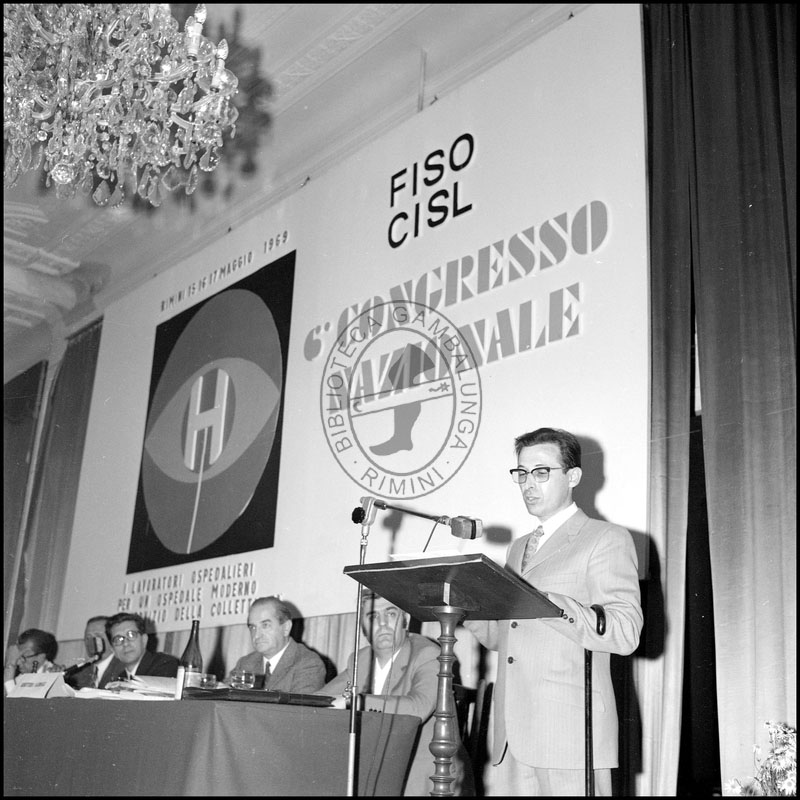 FISO
CISL
6° CONGRESSO
NAZIONALE
RIMINI 15·16·17 MAGGIO 1969
H
I LAVORATORI OSPEDALIERI
PER UN OSPEDALE MODERNO
DELLA
BIBLIOTECA GAMBALUNGA
· RIMINI ·